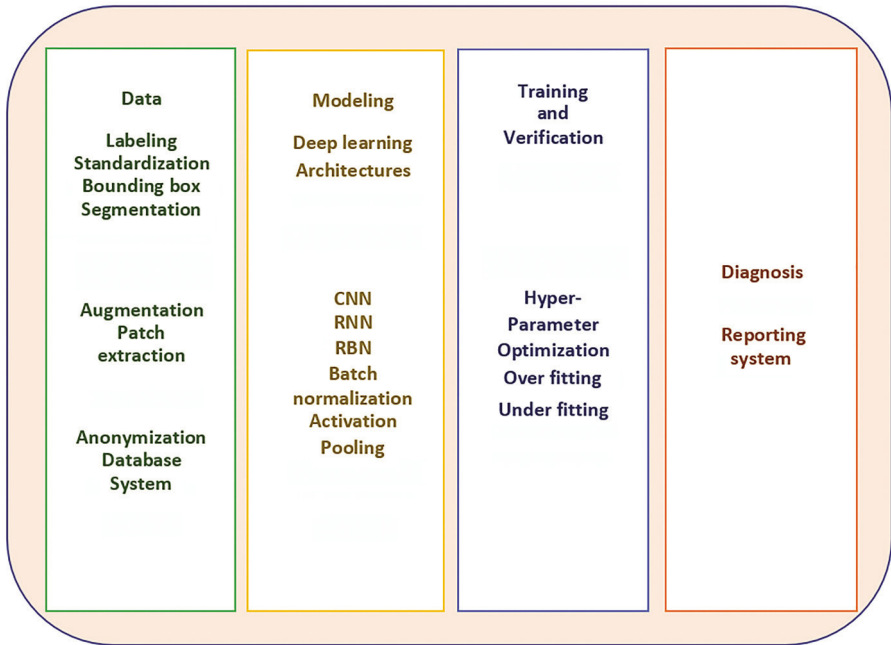 Data
Labeling
Standardization
Bounding box
Segmentation
Augmentation
Patch
extraction
Anonymization
Database
System
Modeling
Deep learning
Architectures
CNN
RNN
RBN
Batch
normalization
Activation
Pooling
Training
and
Verification
Hyper-
Parameter
Optimization
Over fitting
Under fitting
Diagnosis
Reporting
system